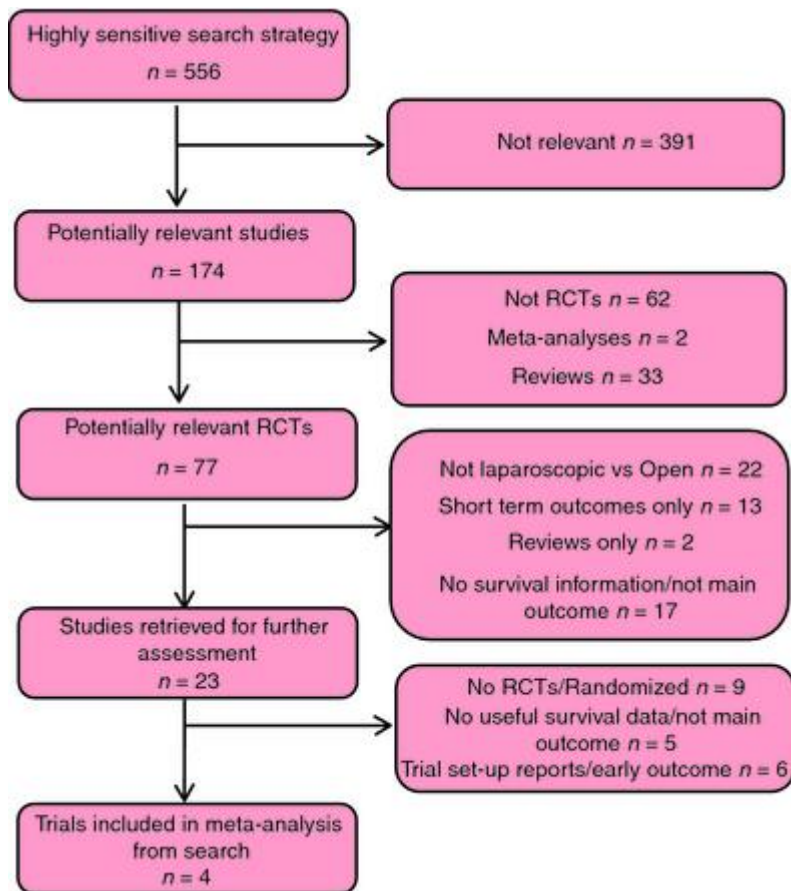 Highly sensitive search strategy
n = 556
Not relevant n = 391
Potentially relevant studies
n = 174
Not RCTs n = 62
Meta-analyses n = 2
Reviews n = 33
Potentially relevant RCTs
n = 77
Not laparoscopic vs Open n = 22
Short term outcomes only n = 13
Reviews only n = 2
No survival information/not main
outcome n = 17
Studies retrieved for further
assessment
n = 23
No RCTs/Randomized n = 9
No useful survival data/not main
outcome n = 5
Trial set-up reports/early outcome n = 6
Trials included in meta-analysis
from search
n = 4